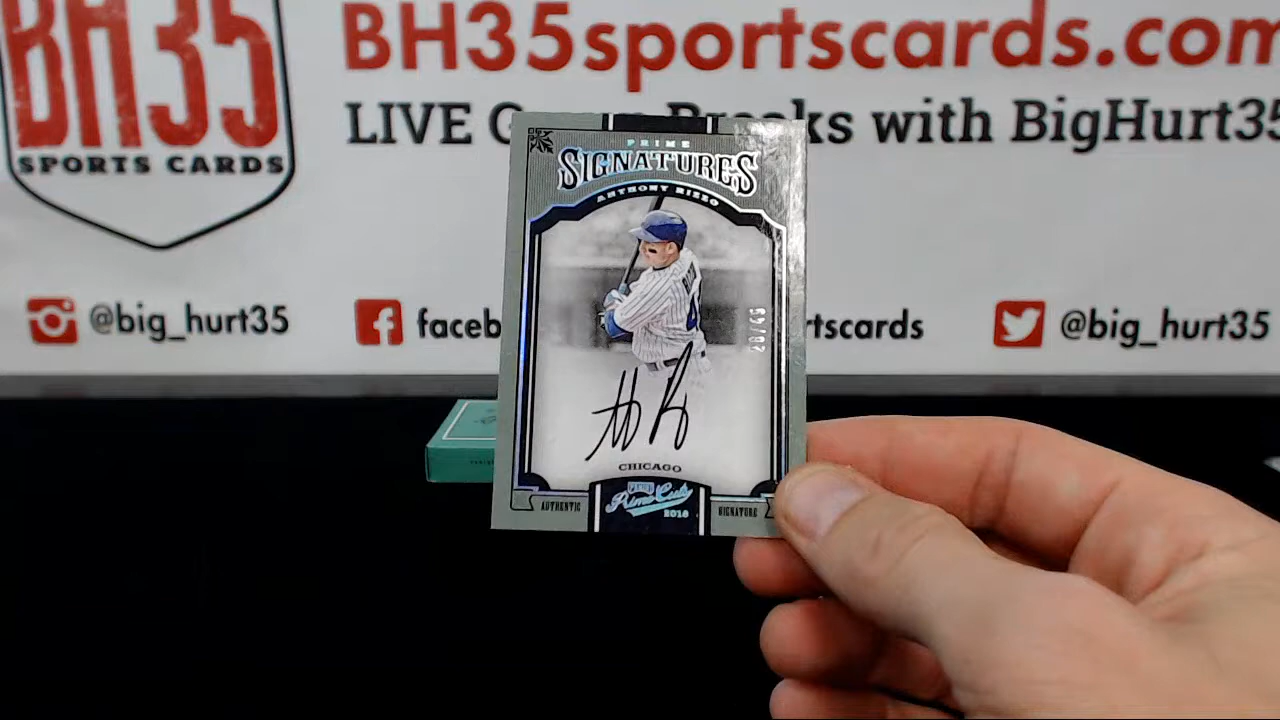 BH35
SPORTS CARDS
BH35sportscards.com
LIVE with BigHurt35
@big_hurt35
faceb
rtscards
@big_hurt35
PRIME
SIGNATURES
ANTHONY RIZZO
CHICAGO
AUTHENTIC
PANINI
Prime Cuts
2016
SIGNATURE